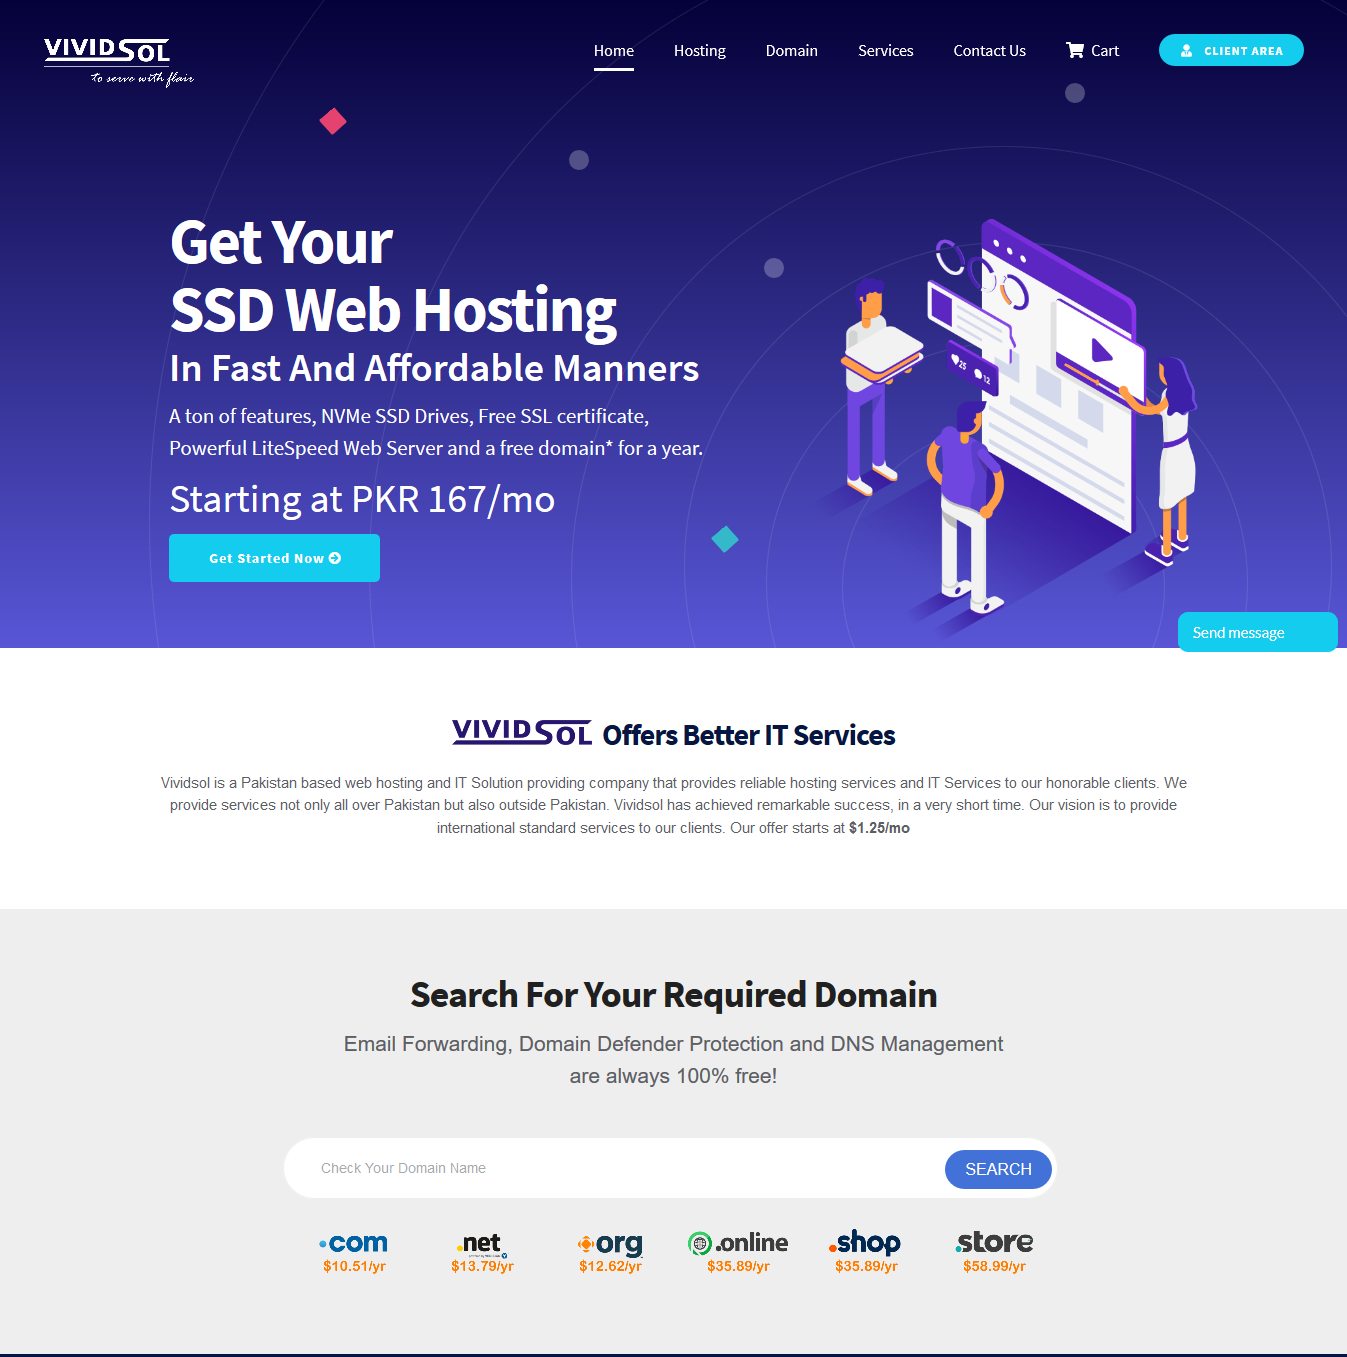 VIVIDSOL
to serve with flair
Home
Hosting
Domain
Services
Contact Us
Cart
CLIENT AREA
Get Your
SSD Web Hosting
In Fast And Affordable Manners
A ton of features, NVMe SSD Drives, Free SSL certificate,
Powerful LiteSpeed Web Server and a free domain* for a year.
Starting at PKR 167/mo
Get Started Now
25
12
Send message
VIVIDSOL Offers Better IT Services
Vividsol is a Pakistan based web hosting and IT Solution providing company that provides reliable hosting services and IT Services to our honorable clients. We
provide services not only all over Pakistan but also outside Pakistan. Vividsol has achieved remarkable success, in a very short time. Our vision is to provide
international standard services to our clients. Our offer starts at $1.25/mo
Search For Your Required Domain
Email Forwarding, Domain Defender Protection and DNS Management
are always 100% free!
Check Your Domain Name
SEARCH
.com
.net
.org
.online
.shop
.store
$10.51/yr
$13.79/yr
$12.62/yr
$35.89/yr
$35.89/yr
$58.99/yr